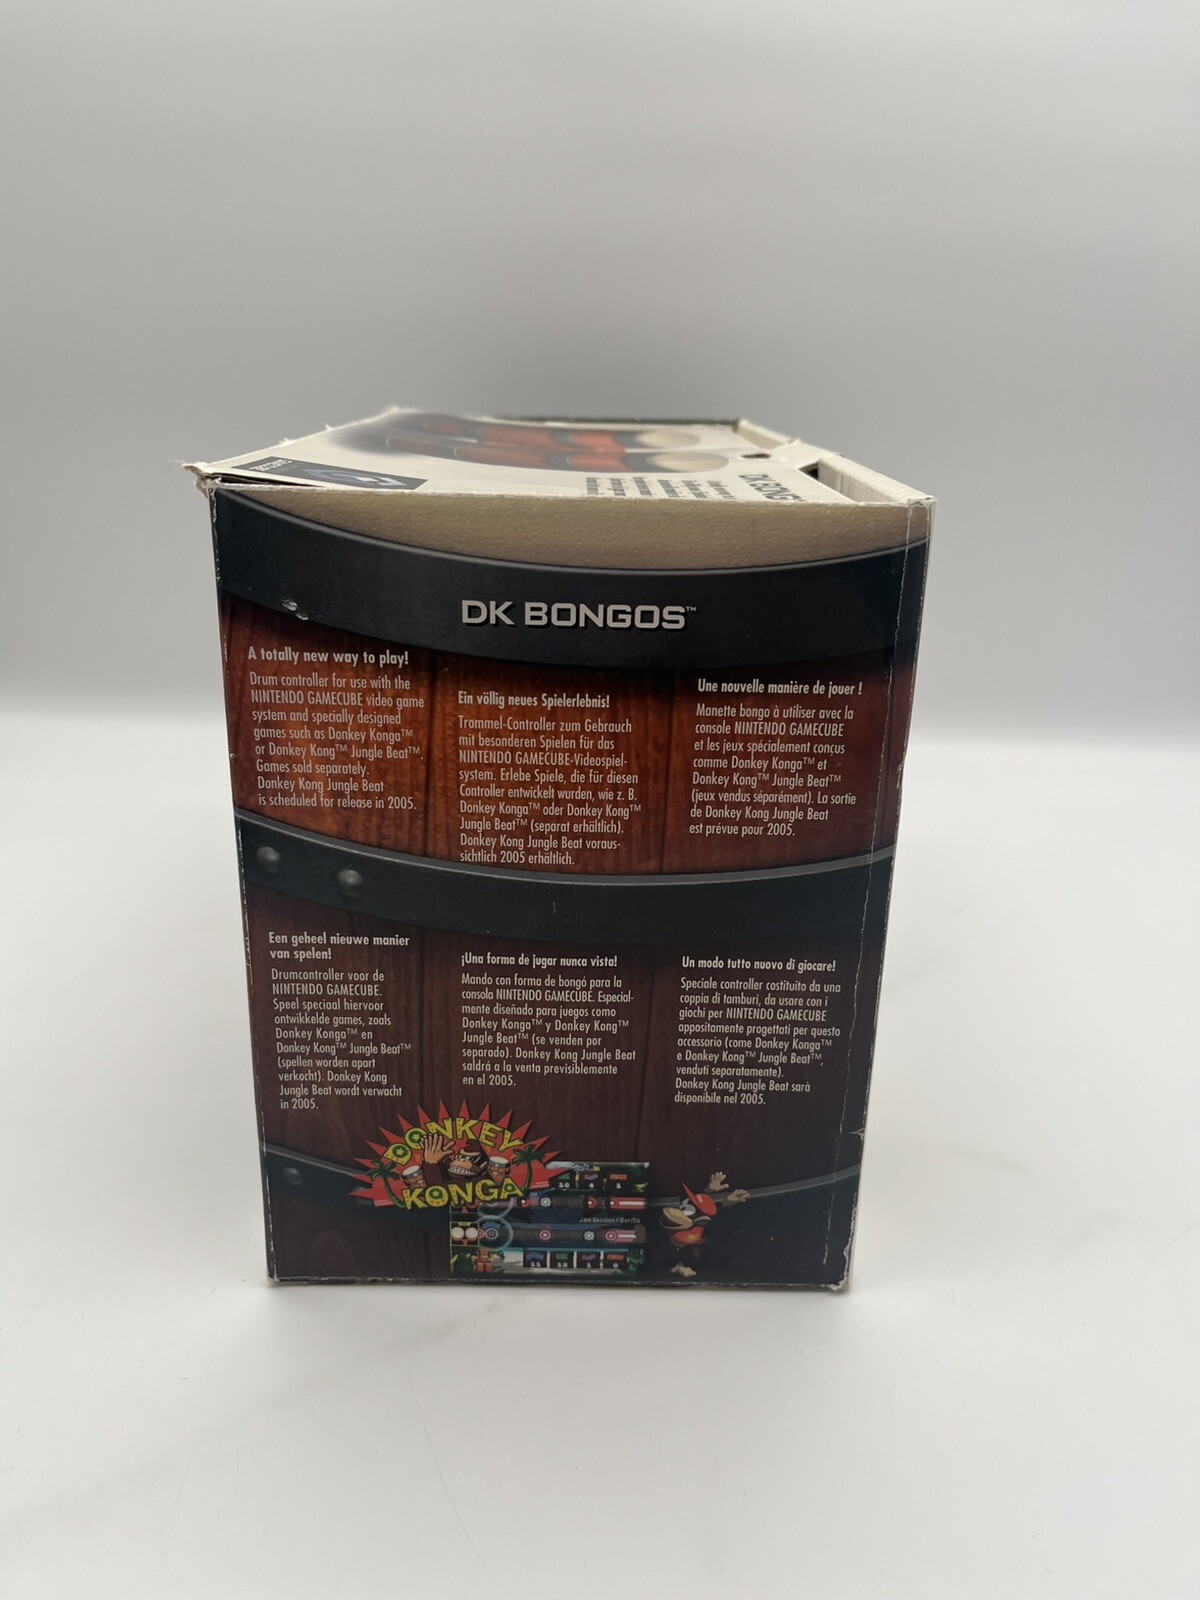 DK BONGOS™
A totally new way to play!
Drum controller for use with the
NINTENDO GAMECUBE video game
system and specially designed
games such as Donkey Konga™
or Donkey Kong™ Jungle Beat™.
Games sold separately.
Donkey Kong Jungle Beat
is scheduled for release in 2005.
Ein völlig neues Spielerlebnis!
Trommel-Controller zum Gebrauch
mit besonderen Spielen für das
NINTENDO GAMECUBE-Videospiel-
system. Erlebe Spiele, die für diesen
Controller entwickelt wurden, wie z. B.
Donkey Konga™ oder Donkey Kong™
Jungle Beat™ (separat erhältlich).
Donkey Kong Jungle Beat voraus-
sichtlich 2005 erhältlich.
Une nouvelle manière de jouer !
Manette bongo à utiliser avec la
console NINTENDO GAMECUBE
et les jeux spécialement conçus
comme Donkey Konga™ et
Donkey Kong™ Jungle Beat™
(jeux vendus séparément). La sortie
de Donkey Kong Jungle Beat
est prévue pour 2005.
Een geheel nieuwe manier
van spelen!
Drumcontroller voor de
NINTENDO GAMECUBE.
Speel speciaal hiervoor
ontwikkelde games, zoals
Donkey Konga™ en
Donkey Kong™ Jungle Beat™
(spellen worden apart
verkocht). Donkey Kong
Jungle Beat wordt verwacht
in 2005.
¡Una forma de jugar nunca vista!
Mando con forma de bongó para la
consola NINTENDO GAMECUBE. Especial-
mente diseñado para juegos como
Donkey Konga™ y Donkey Kong™
Jungle Beat™ (se venden por
separado). Donkey Kong Jungle Beat
saldrá a la venta previsiblemente
en el 2005.
Un modo tutto nuovo di giocare!
Speciale controller costituito da una
coppia di tamburi, da usare con i
giochi per NINTENDO GAMECUBE
appositamente progettati per questo
accessorio (come Donkey Konga™
e Donkey Kong™ Jungle Beat™,
venduti separatamente).
Donkey Kong Jungle Beat sarà
disponibile nel 2005.
DONKEY
KONGA
10 4 1
Jam Session / Gorilla
11 18 1 0
DK BONG